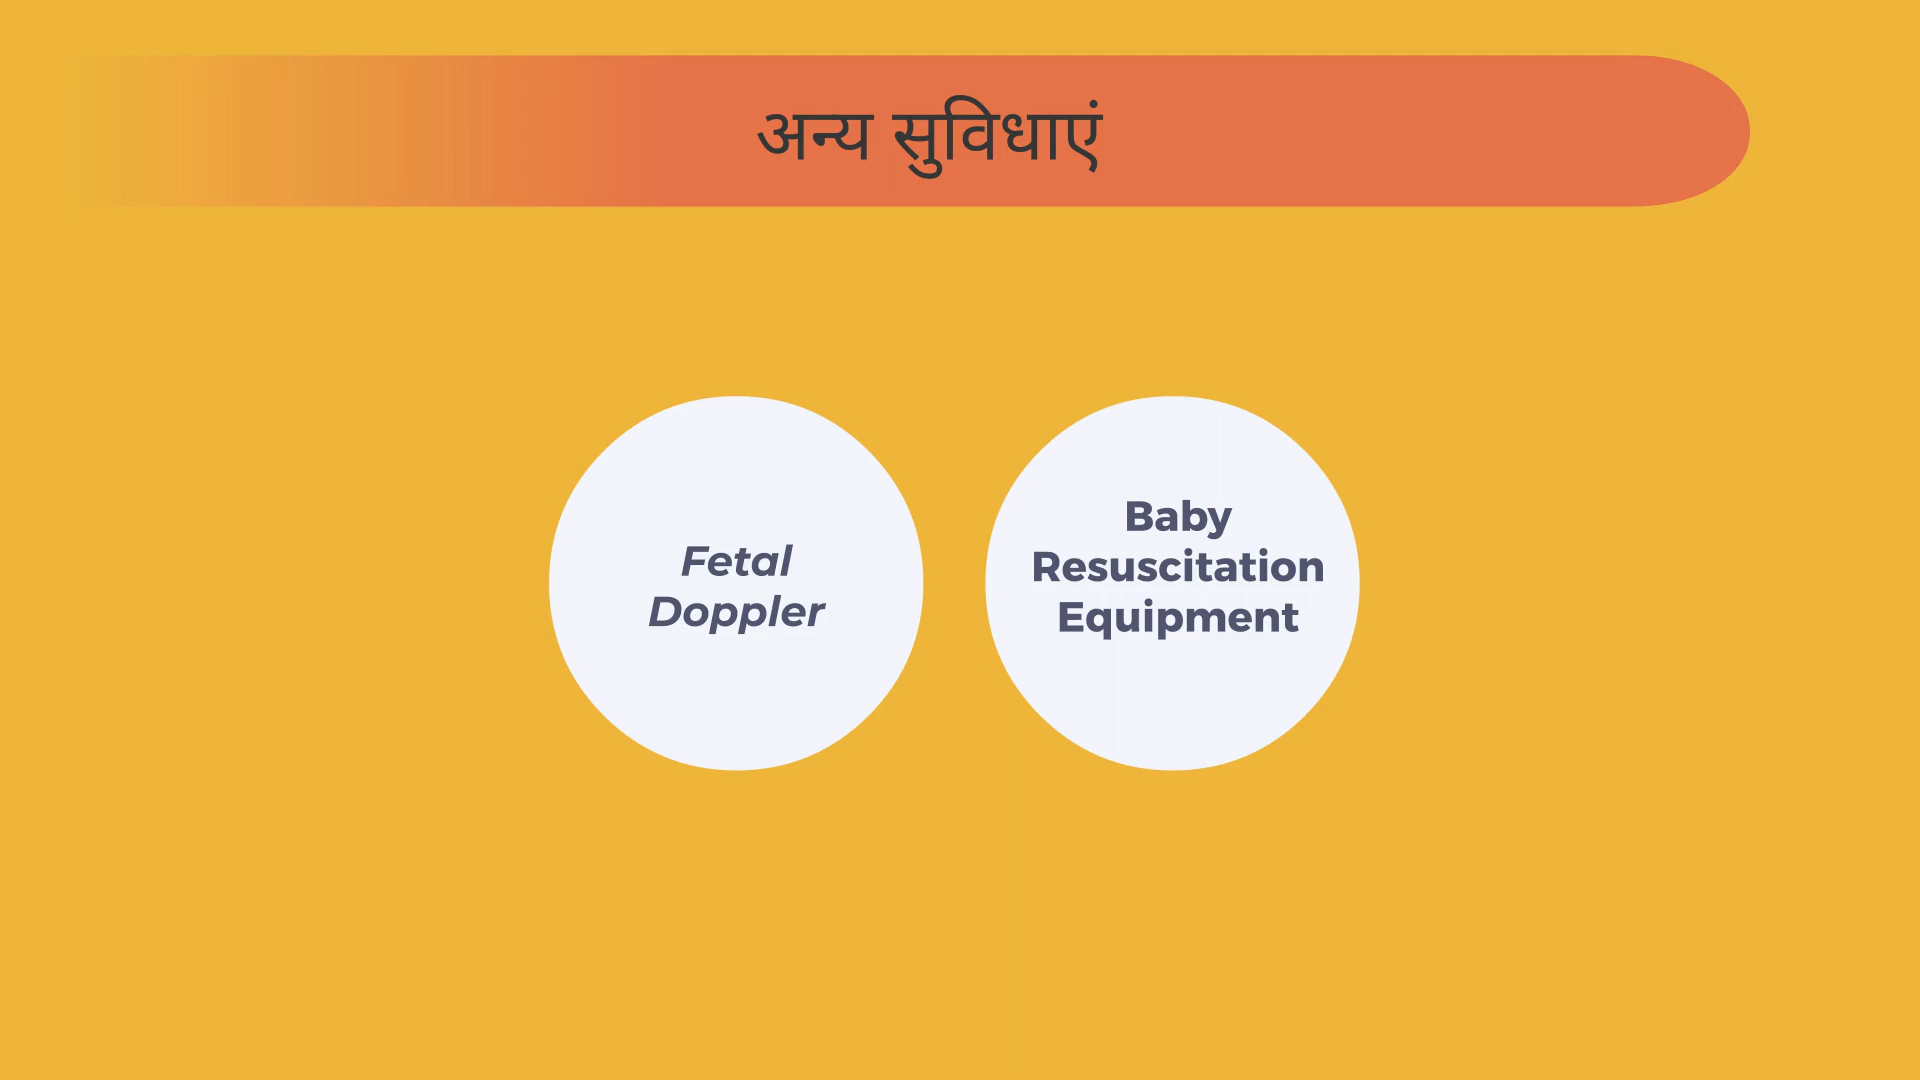 अन्य सुविधाएं
Fetal
Doppler
Baby
Resuscitation
Equipment